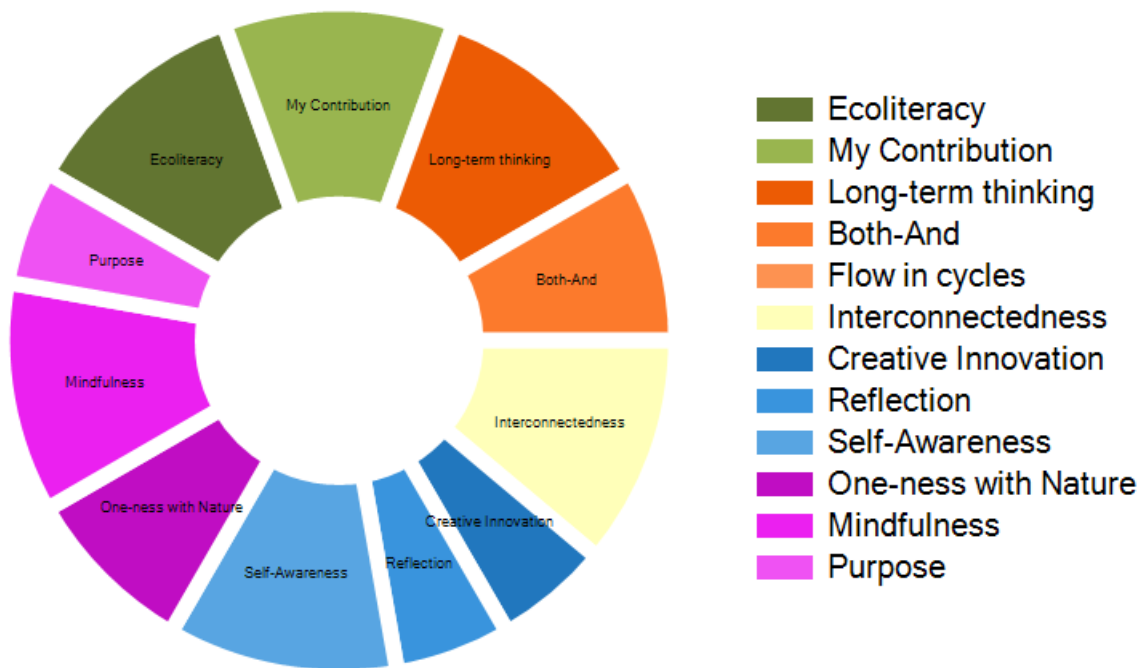 My Contribution
Ecoliteracy
Long-term thinking
Purpose
Both-And
Mindfulness
Interconnectedness
One-ness with Nature
Creative Innovation
Reflection
Self-Awareness
Ecoliteracy
My Contribution
Long-term thinking
Both-And
Flow in cycles
Interconnectedness
Creative Innovation
Reflection
Self-Awareness
One-ness with Nature
Mindfulness
Purpose